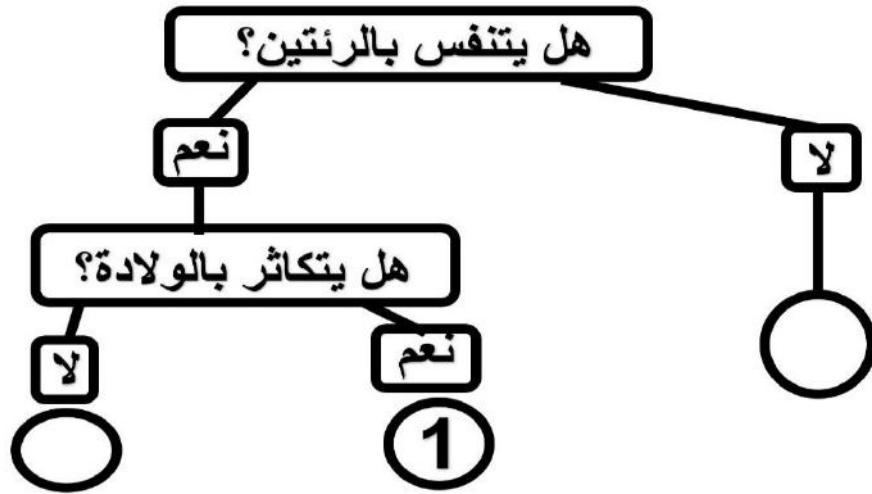 هل يتنفس بالرئتين؟
نعم
لا
هل يتكاثر بالولادة؟
نعم
لا
1